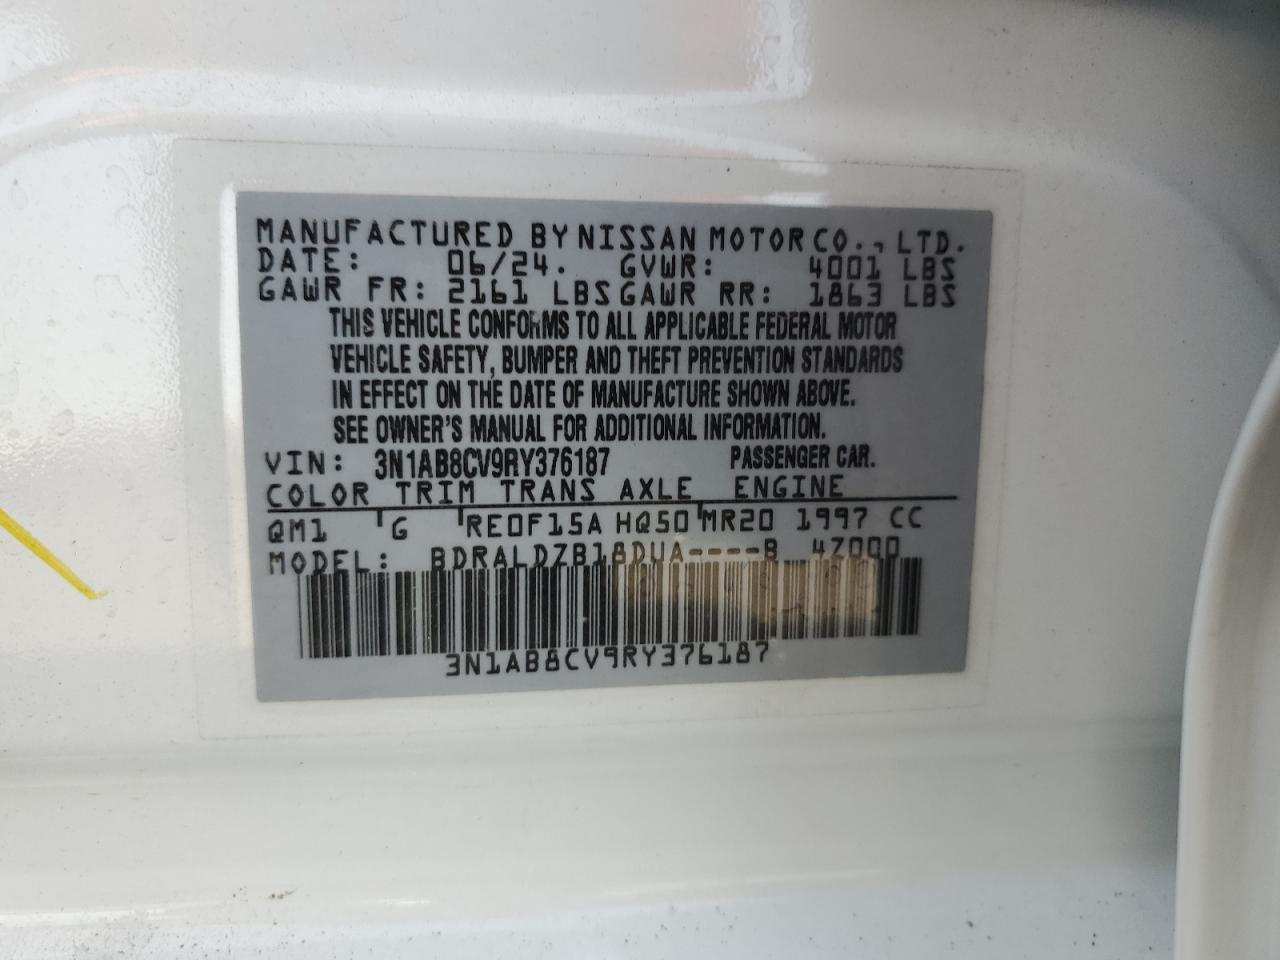 MANUFACTURED BY NISSAN MOTOR CO., LTD.
DATE: 06/24. GVWR: 4001 LBS
GAWR FR: 2161 LBS GAWR RR: 1863 LBS
THIS VEHICLE CONFORMS TO ALL APPLICABLE FEDERAL MOTOR
VEHICLE SAFETY, BUMPER AND THEFT PREVENTION STANDARDS
IN EFFECT ON THE DATE OF MANUFACTURE SHOWN ABOVE.
SEE OWNER'S MANUAL FOR ADDITIONAL INFORMATION.
VIN: 3N1AB8CV9RY376187 PASSENGER CAR.
COLOR TRIM TRANS AXLE ENGINE
QM1 G RE0F15A HQ50 MR20 1997 CC
MODEL: BDRALDZB18DUA----B 4Z000
3N1AB8CV9RY376187